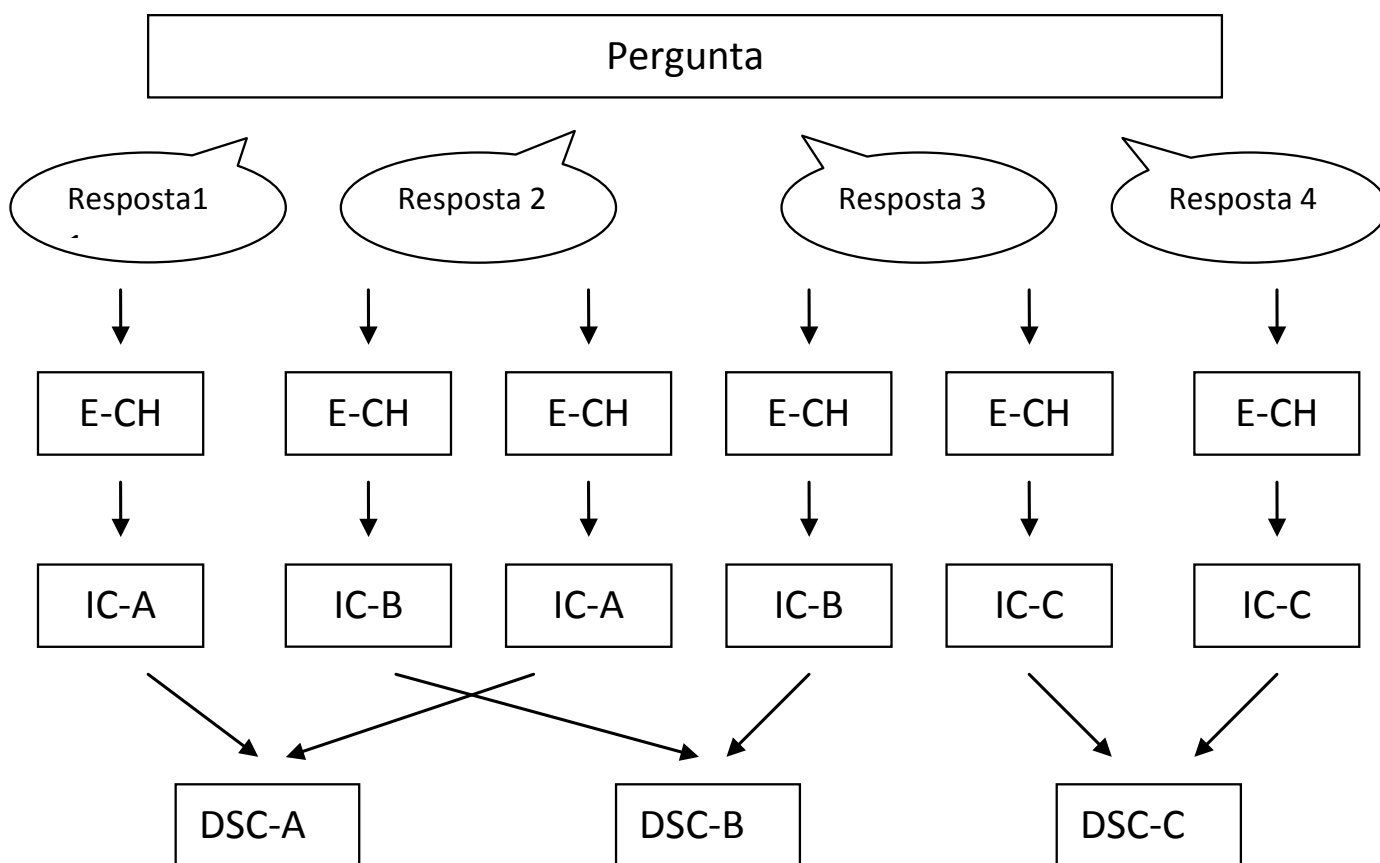 Pergunta
Resposta1
Resposta 2
Resposta 3
Resposta 4
E-CH
E-CH
E-CH
E-CH
E-CH
E-CH
IC-A
IC-B
IC-A
IC-B
IC-C
IC-C
DSC-A
DSC-B
DSC-C